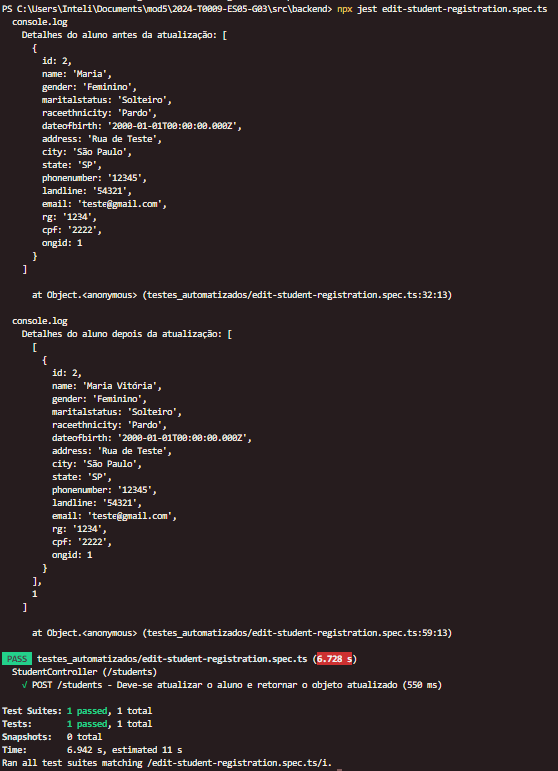 PS C:\Users\Inteli\Documents\mod5\2024-T0009-ES05-G03\src\backend> npx jest edit-student-registration.spec.ts
console.log
Detalhes do aluno antes da atualização: [
{
id: 2,
name: 'Maria',
gender: 'Feminino',
maritalstatus: 'Solteiro',
raceethnicity: 'Pardo',
dateofbirth: '2000-01-01T00:00:00.000Z',
address: 'Rua de Teste',
city: 'São Paulo',
state: 'SP',
phonenumber: '12345',
landline: '54321',
email: 'teste@gmail.com',
rg: '1234',
cpf: '2222',
ongid: 1
}
]
at Object.<anonymous> (testes_automatizados/edit-student-registration.spec.ts:32:13)
console.log
Detalhes do aluno depois da atualização: [
[
{
id: 2,
name: 'Maria Vitória',
gender: 'Feminino',
maritalstatus: 'Solteiro',
raceethnicity: 'Pardo',
dateofbirth: '2000-01-01T00:00:00.000Z',
address: 'Rua de Teste',
city: 'São Paulo',
state: 'SP',
phonenumber: '12345',
landline: '54321',
email: 'teste@gmail.com',
rg: '1234',
cpf: '2222',
ongid: 1
}
],
1
]
at Object.<anonymous> (testes_automatizados/edit-student-registration.spec.ts:59:13)
PASS testes_automatizados/edit-student-registration.spec.ts (6.728 s)
StudentController (/students)
√ POST /students - Deve-se atualizar o aluno e retornar o objeto atualizado (550 ms)
Test Suites: 1 passed, 1 total
Tests: 1 passed, 1 total
Snapshots: 0 total
Time: 6.942 s, estimated 11 s
Ran all test suites matching /edit-student-registration.spec.ts/i.